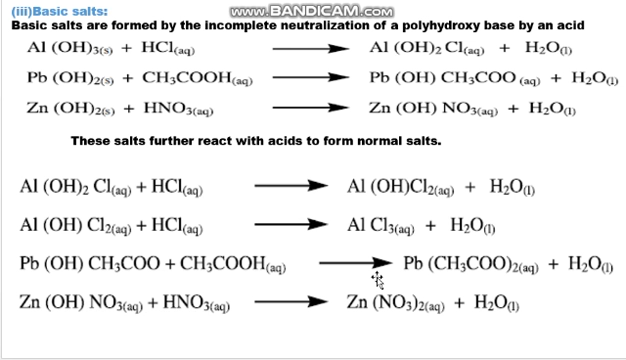 (iii)Basic salts:
www.BANDICAM.com
Basic salts are formed by the incomplete neutralization of a polyhydroxy base by an acid
Al (OH)3(s) + HCl(aq) → Al (OH)2 Cl(aq) + H2O(l)
Pb (OH)2(s) + CH3COOH(aq) → Pb (OH) CH3COO (aq) + H2O(l)
Zn (OH)2(s) + HNO3(aq) → Zn (OH) NO3(aq) + H2O(l)
These salts further react with acids to form normal salts.
Al (OH)2 Cl(aq) + HCl(aq) → Al (OH)Cl2(aq) + H2O(l)
Al (OH) Cl2(aq) + HCl(aq) → Al Cl3(aq) + H2O(l)
Pb (OH) CH3COO + CH3COOH(aq) → Pb (CH3COO)2(aq) + H2O(l)
Zn (OH) NO3(aq) + HNO3(aq) → Zn (NO3)2(aq) + H2O(l)